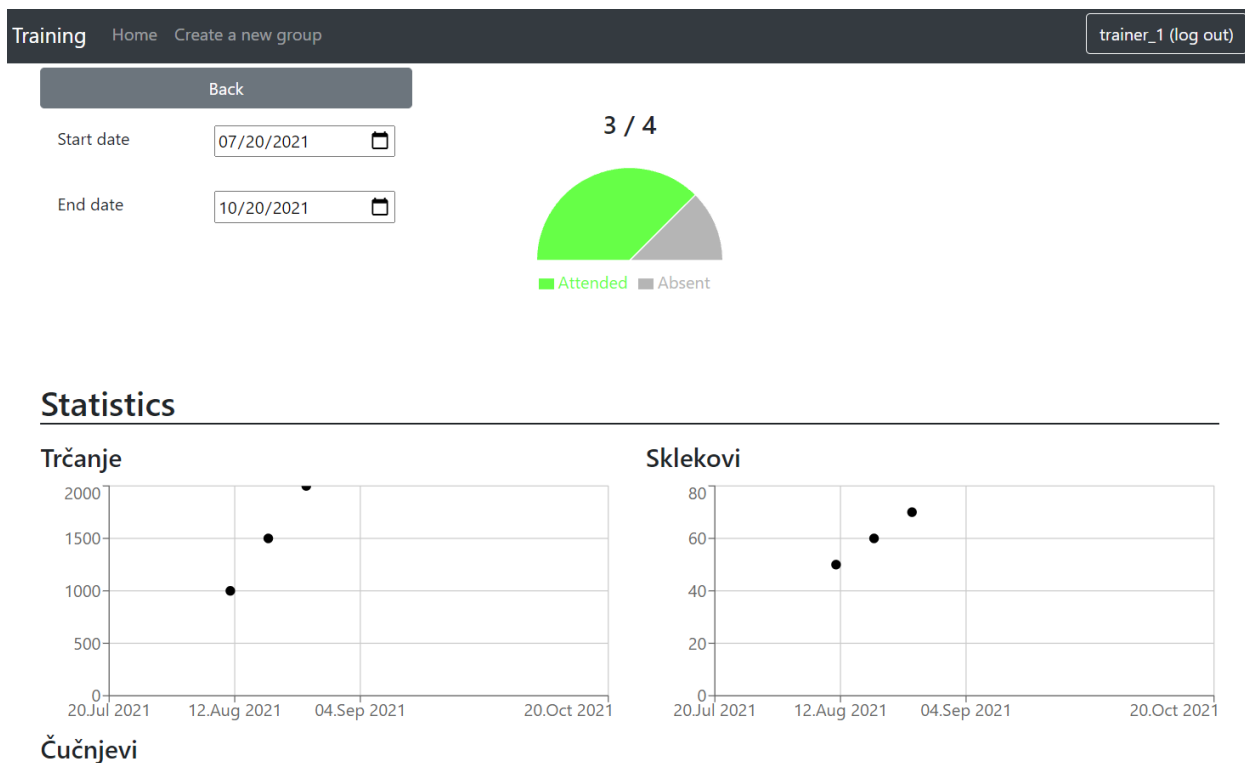 Training Home Create a new group trainer_1 (log out)
Back
Start date 07/20/2021
End date 10/20/2021
3 / 4
Attended Absent
Statistics
Trčanje
2000
1500
1000
500
0
20.Jul 2021 12.Aug 2021 04.Sep 2021 20.Oct 2021
Sklekovi
80
60
40
20
0
20.Jul 2021 12.Aug 2021 04.Sep 2021 20.Oct 2021
Čučnjevi